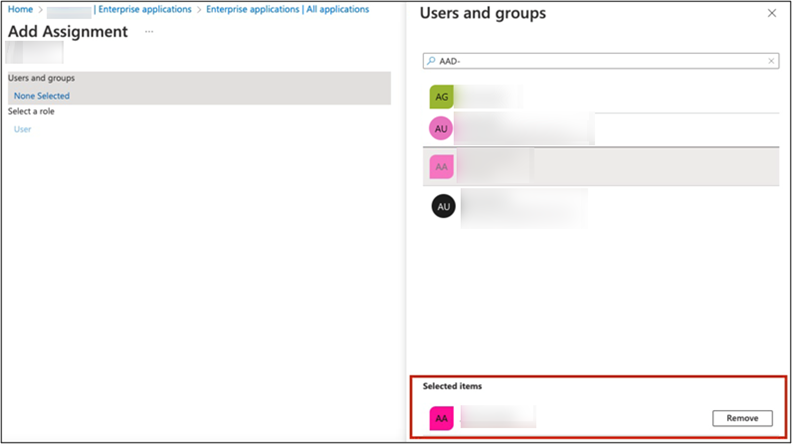 Home > | Enterprise applications > Enterprise applications | All applications
Add Assignment ...
Users and groups
None Selected
Select a role
User
Users and groups
AAD-
AG
AU
AA
AU
Selected items
AA
Remove